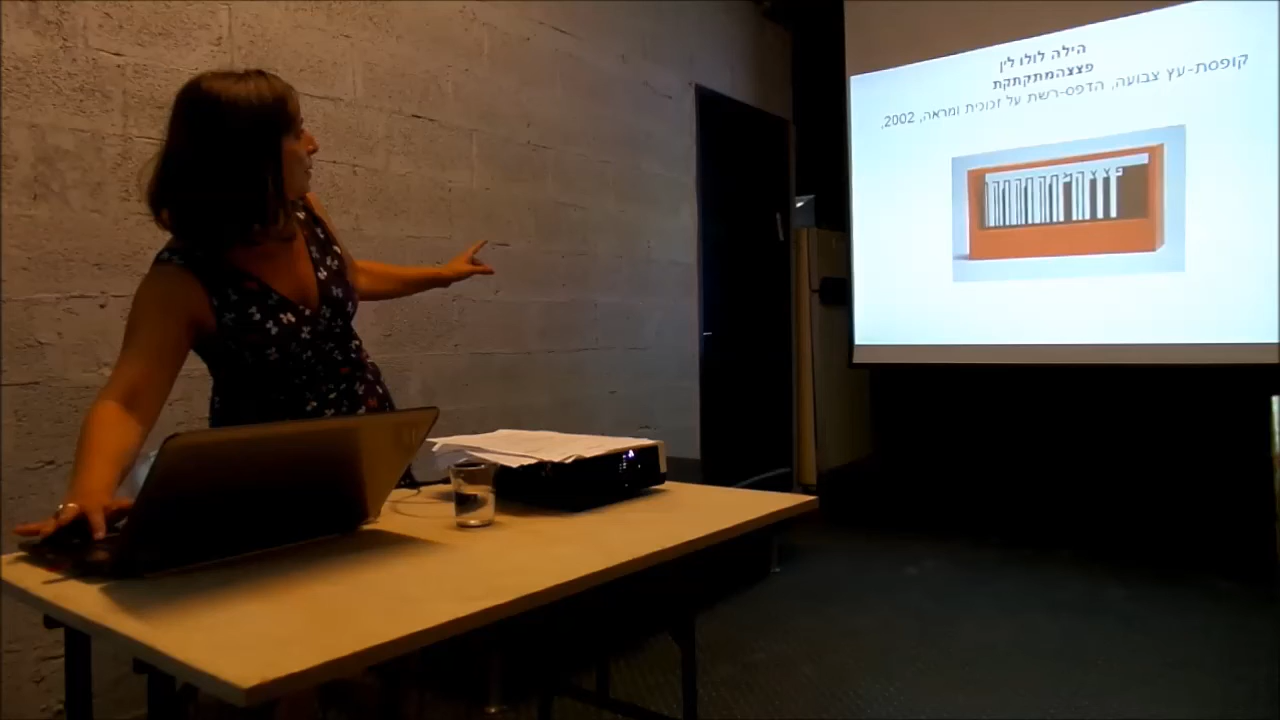 הילה לולו לין
פצצהמתקתקת
קופסת-עץ צבועה, הדפס-רשת על זכוכית ומראה, 2002,